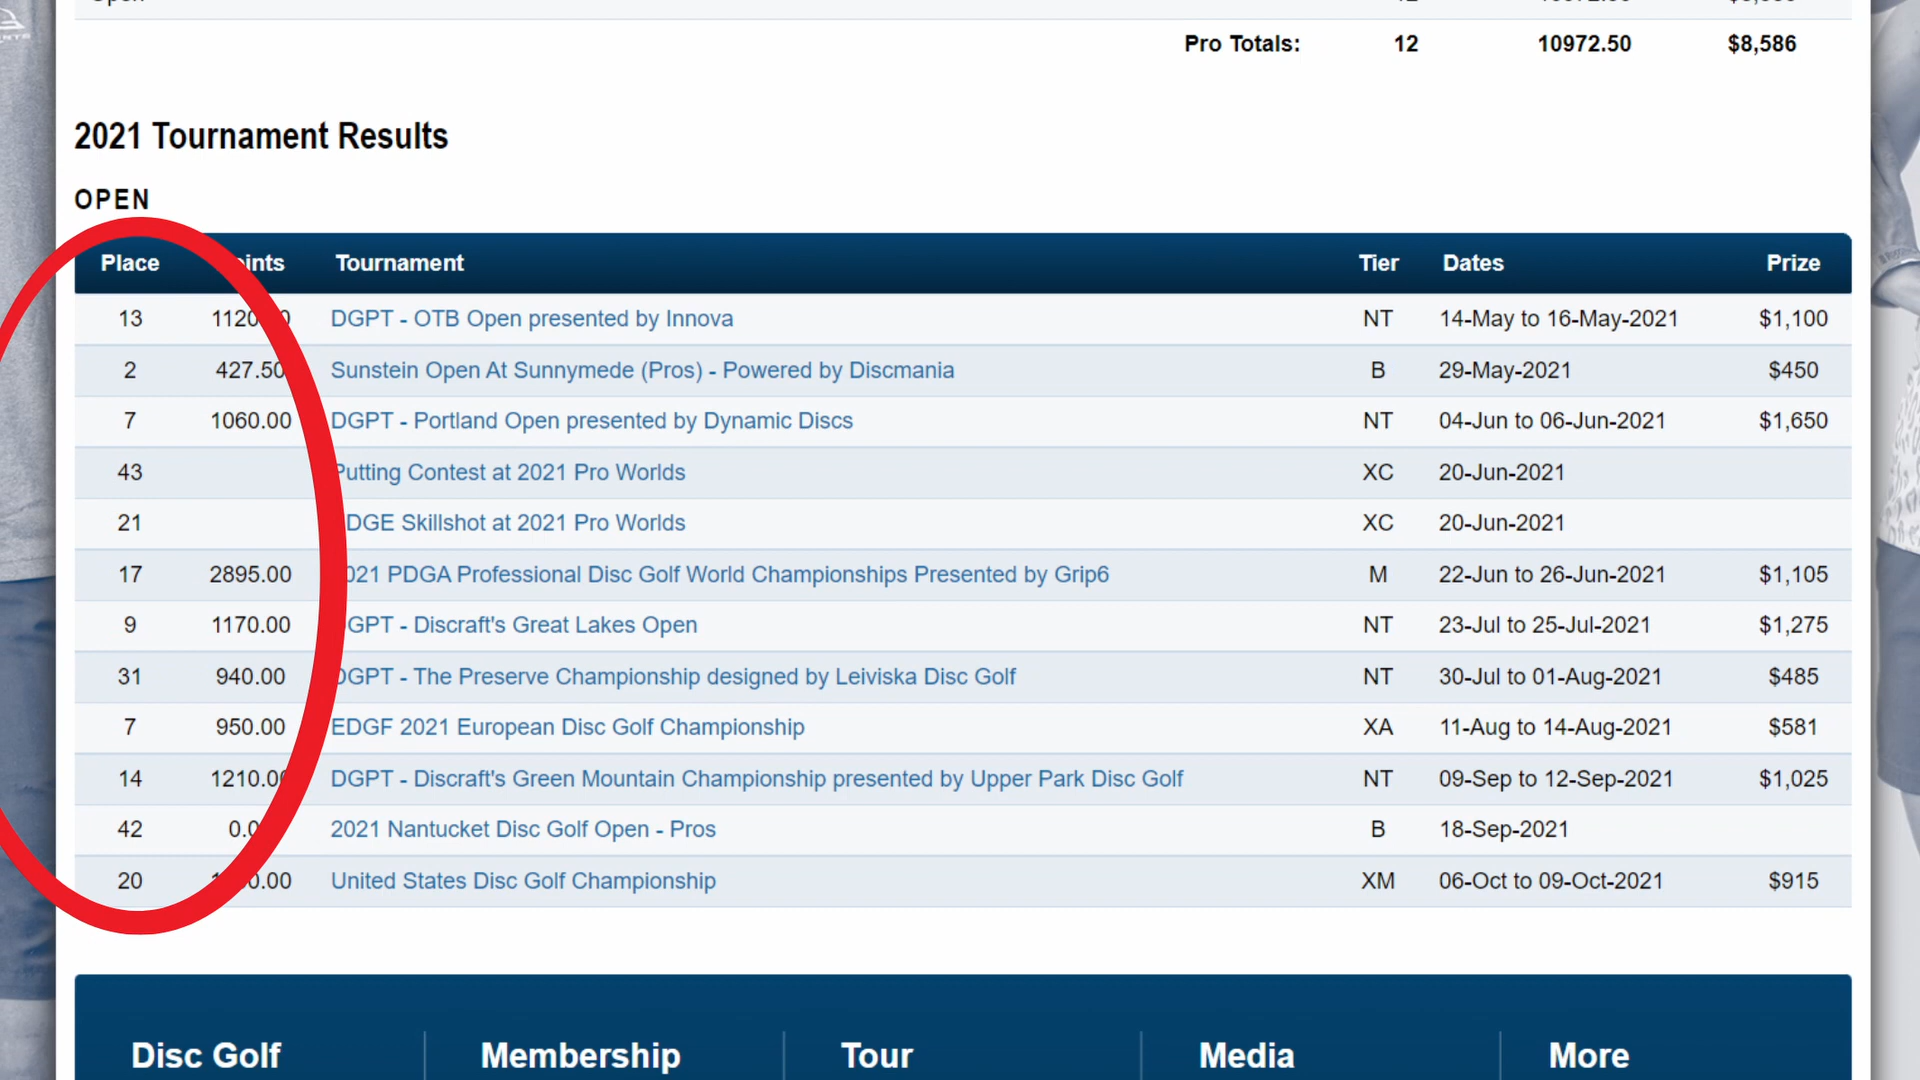 Pro Totals: 12 10972.50 $8,586
2021 Tournament Results
OPEN
Place Tournament Tier Dates Prize
13 DGPT - OTB Open presented by Innova NT 14-May to 16-May-2021 $1,100
2 427.50 Sunstein Open At Sunnymede (Pros) - Powered by Discmania B 29-May-2021 $450
7 1060.00 DGPT - Portland Open presented by Dynamic Discs NT 04-Jun to 06-Jun-2021 $1,650
43 Putting Contest at 2021 Pro Worlds XC 20-Jun-2021
21 Skillshot at 2021 Pro Worlds XC 20-Jun-2021
17 2895.00 2021 PDGA Professional Disc Golf World Championships Presented by Grip6 M 22-Jun to 26-Jun-2021 $1,105
9 1170.00 DGPT - Discraft's Great Lakes Open NT 23-Jul to 25-Jul-2021 $1,275
31 940.00 DGPT - The Preserve Championship designed by Leiviska Disc Golf NT 30-Jul to 01-Aug-2021 $485
7 950.00 EDGF 2021 European Disc Golf Championship XA 11-Aug to 14-Aug-2021 $581
14 1210.00 DGPT - Discraft's Green Mountain Championship presented by Upper Park Disc Golf NT 09-Sep to 12-Sep-2021 $1,025
42 2021 Nantucket Disc Golf Open - Pros B 18-Sep-2021
20 United States Disc Golf Championship XM 06-Oct to 09-Oct-2021 $915
Disc Golf Membership Tour Media More